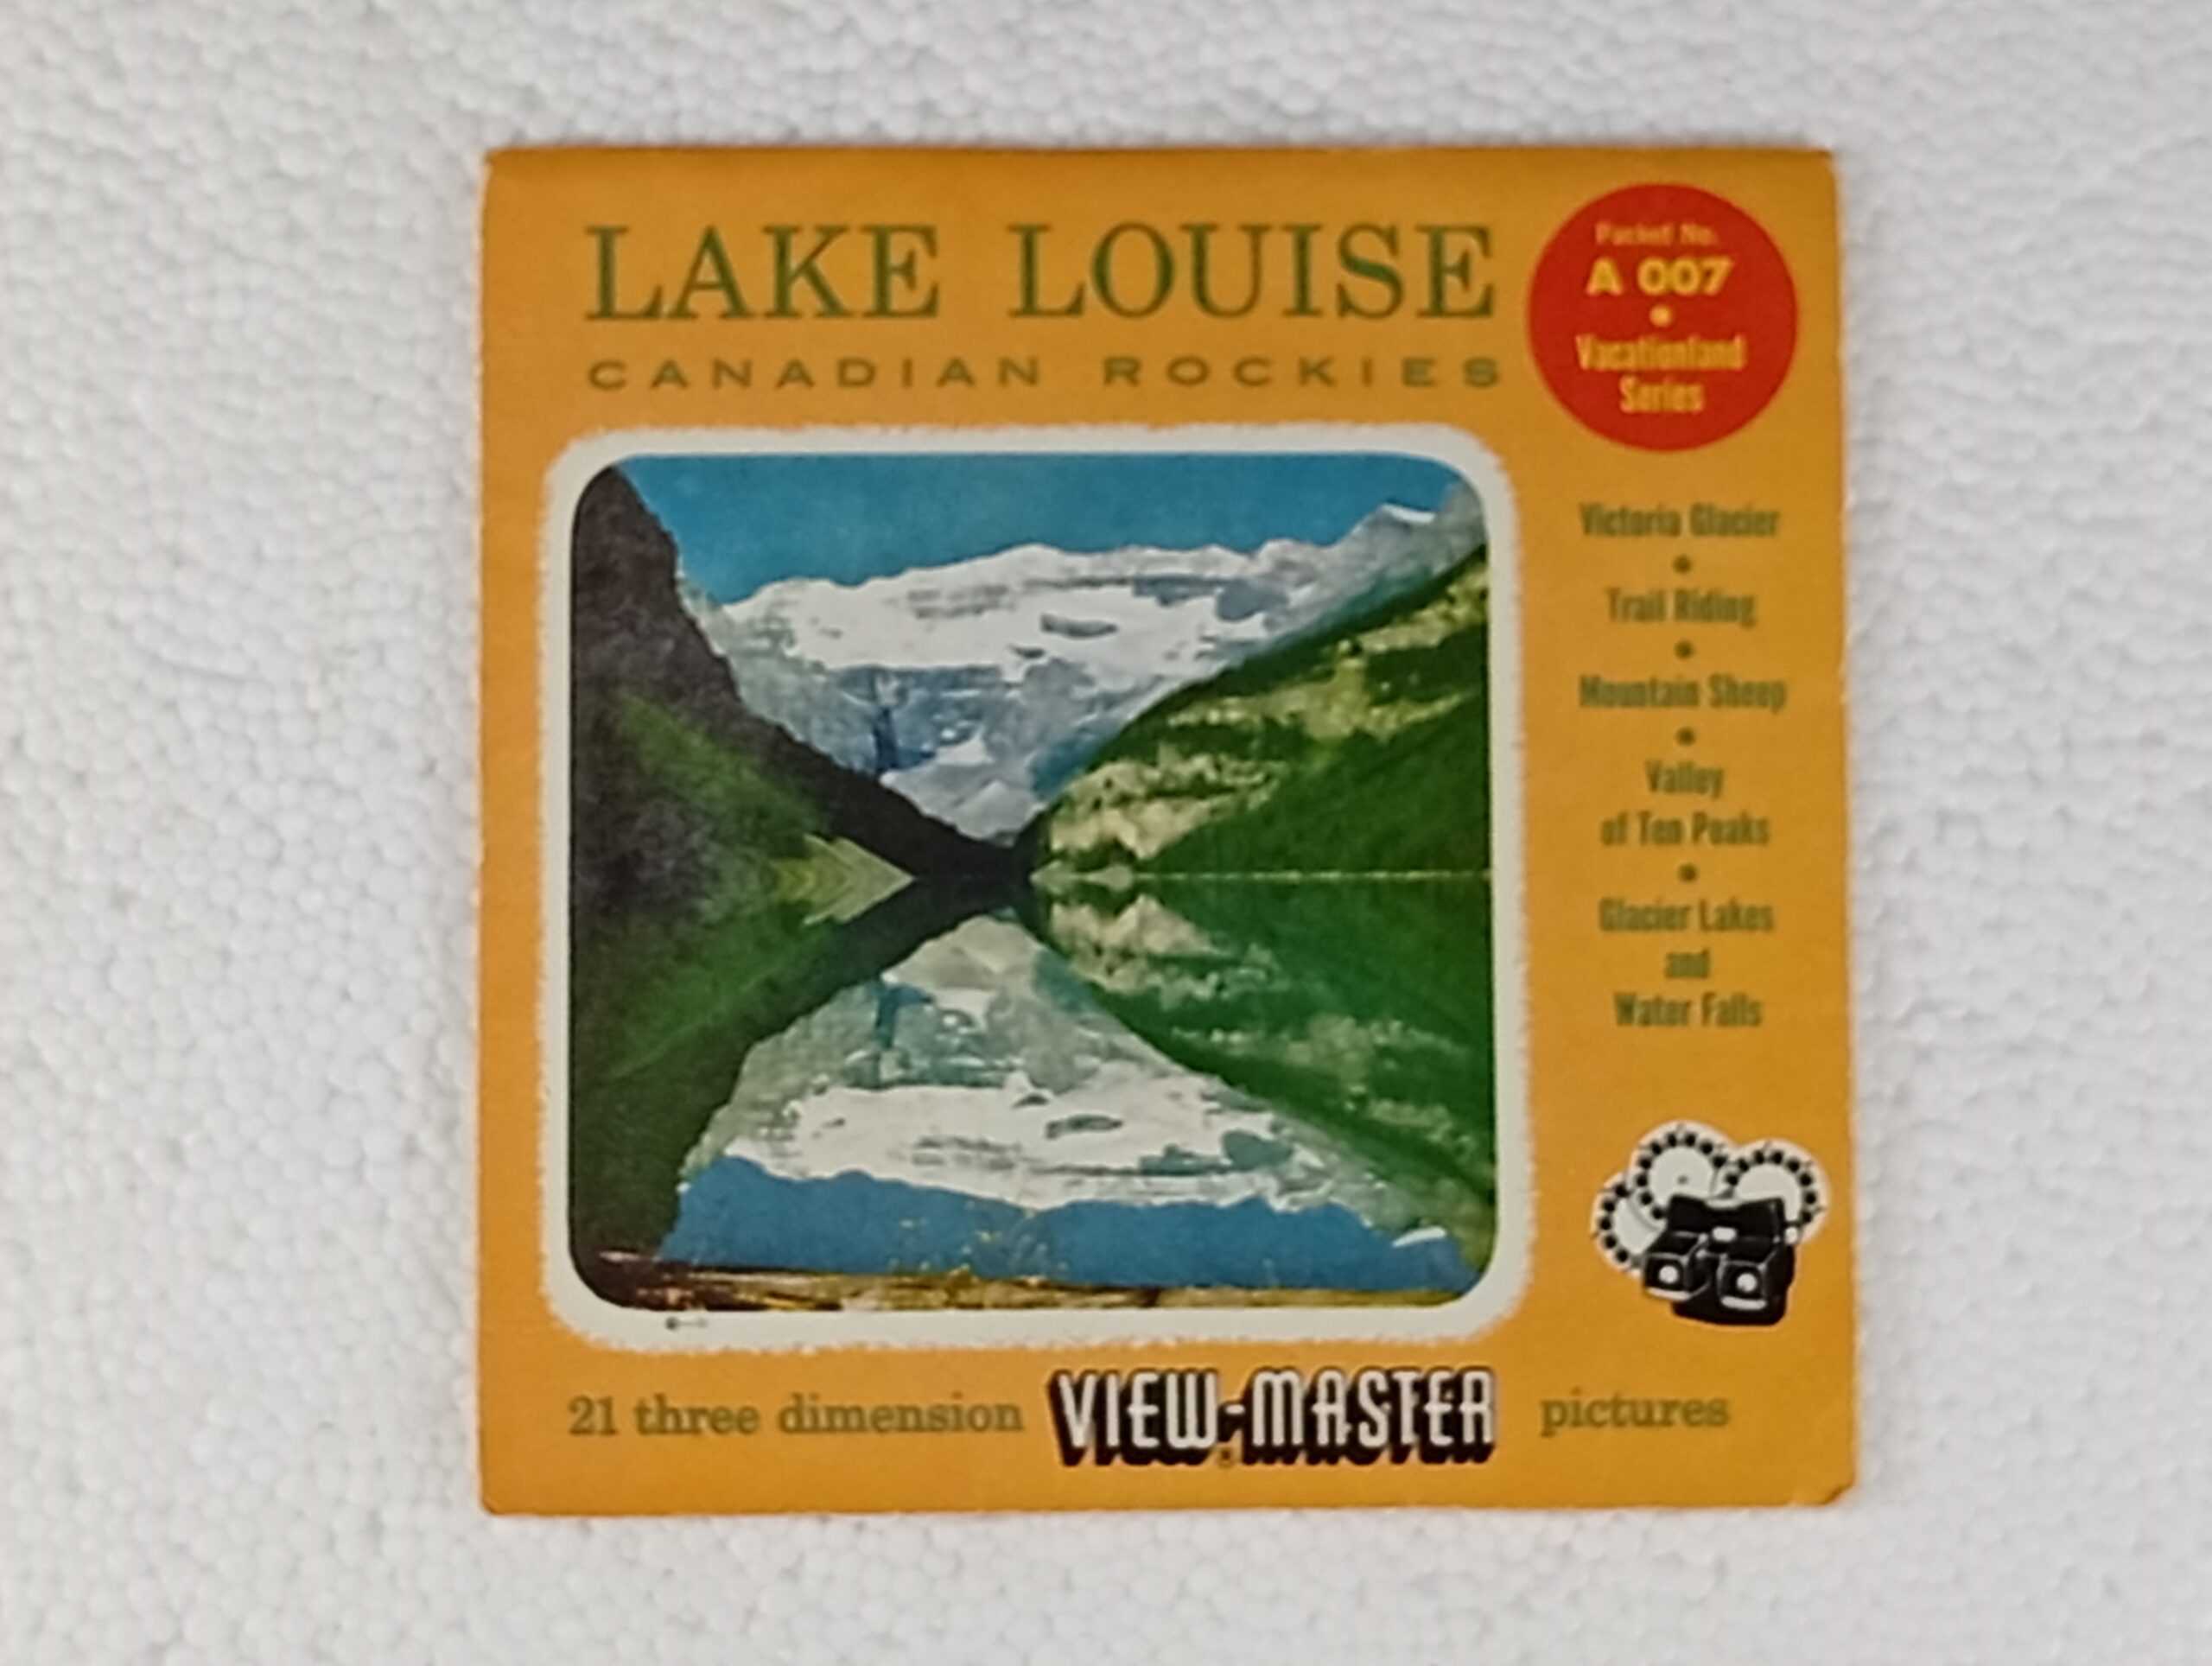 LAKE LOUISE
CANADIAN ROCKIES
Packet No.
A 007
•
Vacationland
Series
Victoria Glacier
•
Trail Riding
•
Mountain Sheep
•
Valley
of Ten Peaks
•
Glacier Lakes
and
Water Falls
21 three dimension VIEW-MASTER pictures